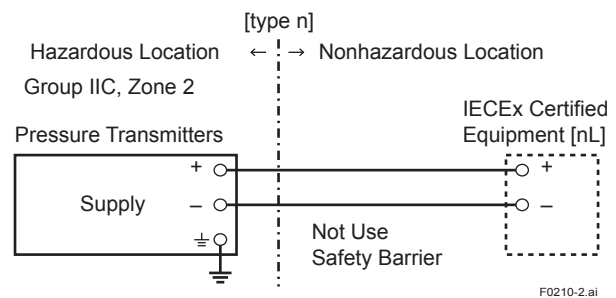 [type n]
Hazardous Location ← → Nonhazardous Location
Group IIC, Zone 2
IECEx Certified
Equipment [nL]
Pressure Transmitters
+ +
Supply – –
Not Use
Safety Barrier
F0210-2.ai